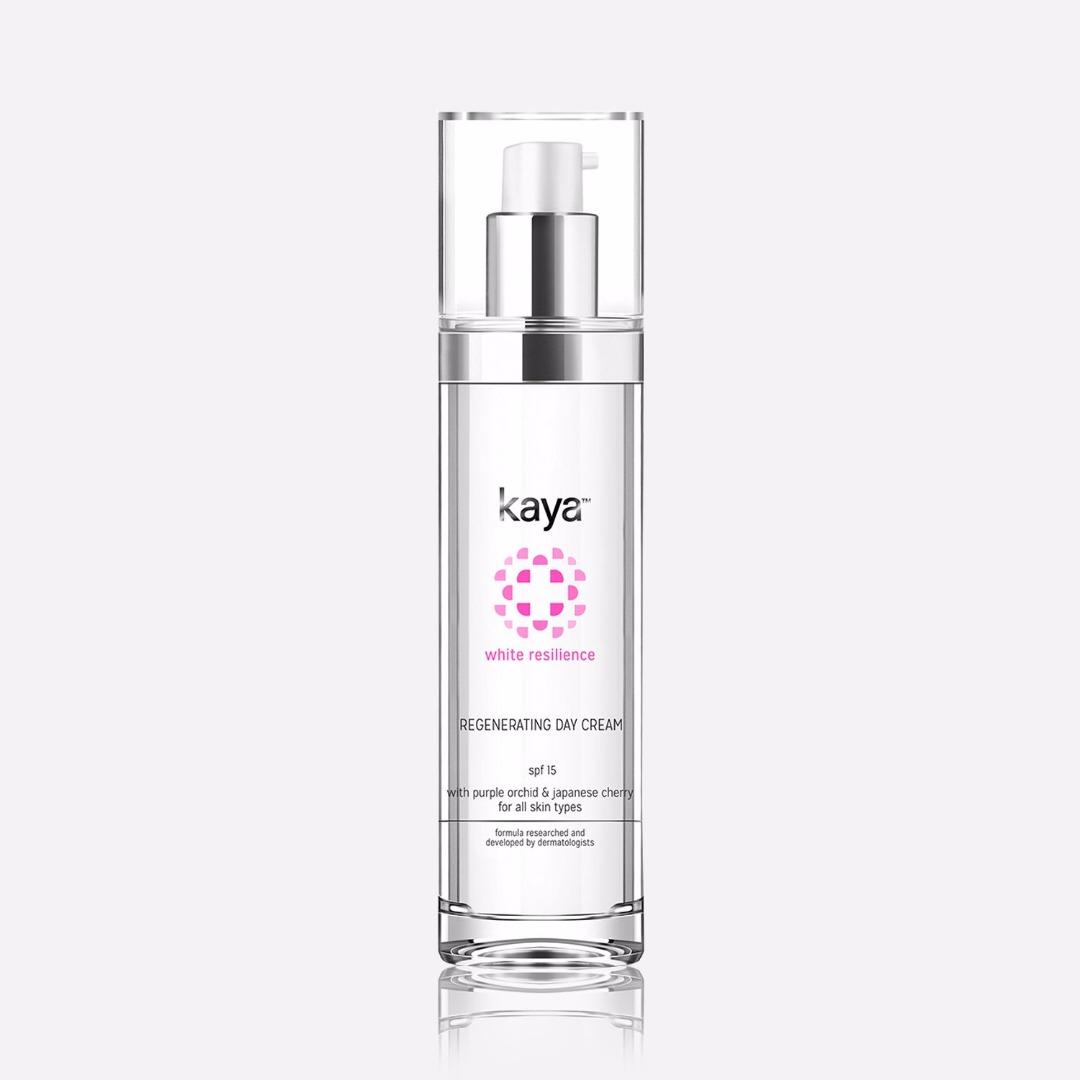 kaya™
white resilience
REGENERATING DAY CREAM
spf 15
with purple orchid & japanese cherry
for all skin types
formula researched and
developed by dermatologists